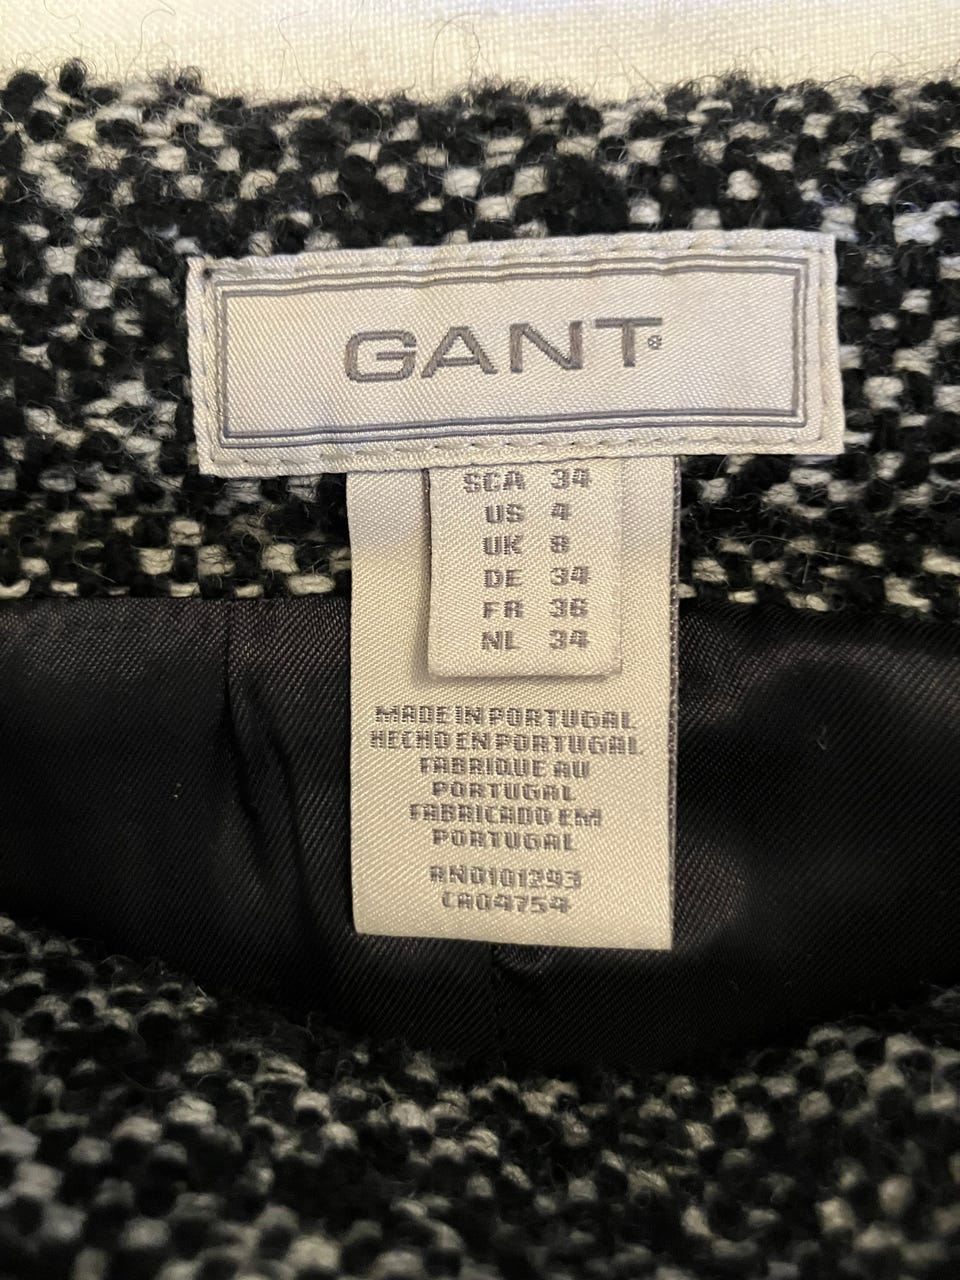 GANT®
SCA 34
US 4
UK 8
DE 34
FR 36
NL 34
MADE IN PORTUGAL
HECHO EN PORTUGAL
FABRIQUE AU
PORTUGAL
FABRICADO EM
PORTUGAL
RN0101293
CA04754